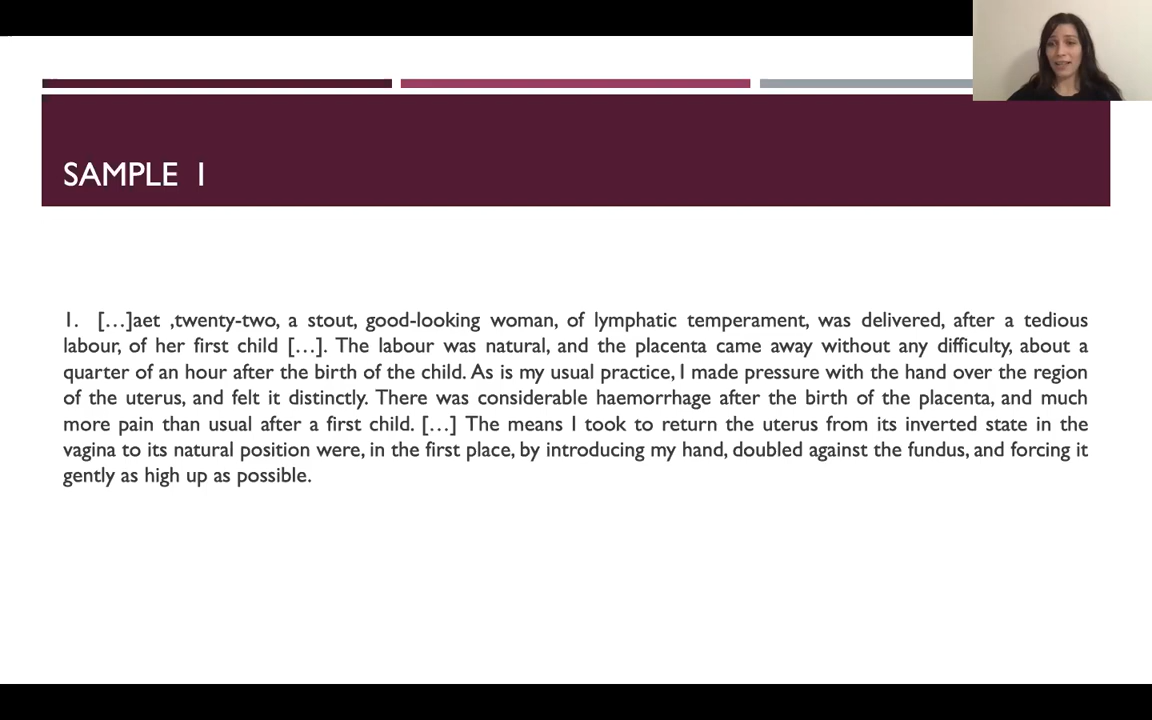 SAMPLE 1
1. [...]aet ,twenty-two, a stout, good-looking woman, of lymphatic temperament, was delivered, after a tedious
labour, of her first child [...]. The labour was natural, and the placenta came away without any difficulty, about a
quarter of an hour after the birth of the child. As is my usual practice, I made pressure with the hand over the region
of the uterus, and felt it distinctly. There was considerable haemorrhage after the birth of the placenta, and much
more pain than usual after a first child. [...] The means I took to return the uterus from its inverted state in the
vagina to its natural position were, in the first place, by introducing my hand, doubled against the fundus, and forcing it
gently as high up as possible.